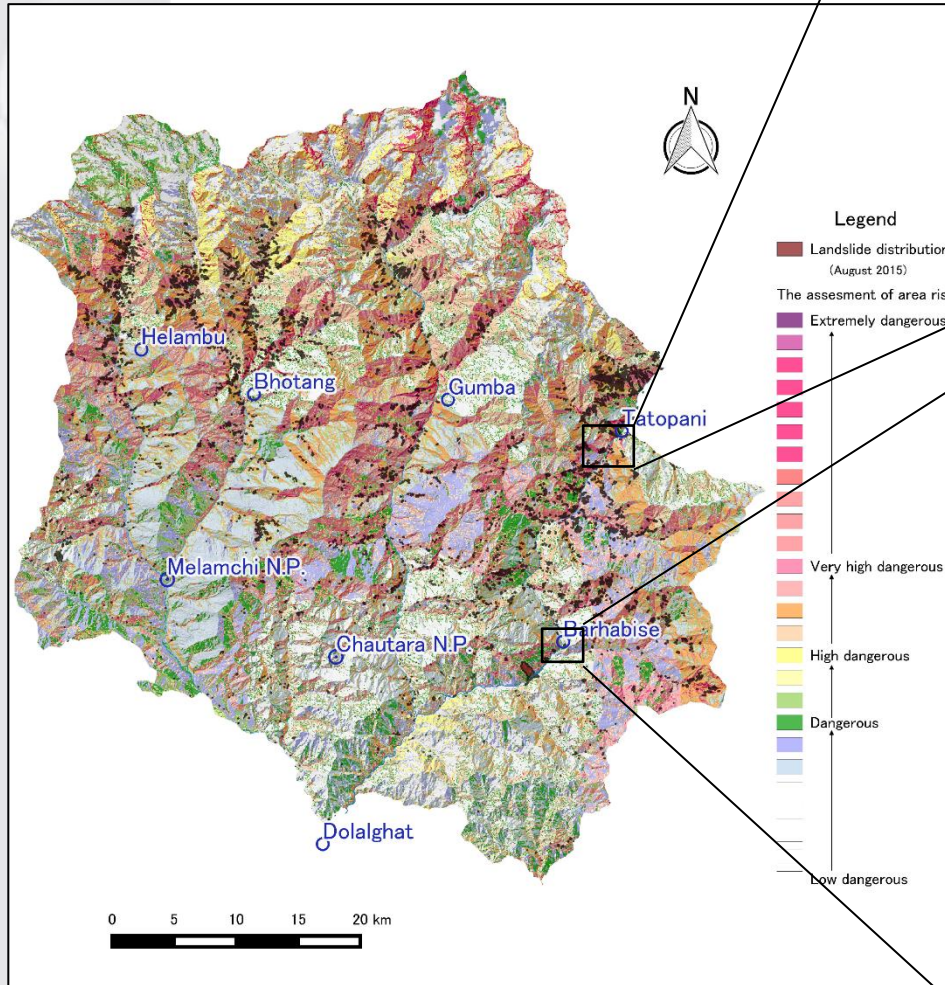 N
Legend
Landslide distribution
(August 2015)
The assesment of area ris
Extremely dangerous
Helambu
Bhotang
Gumba
Tatopani
Very high dangerous
Melamchi N.P.
Barhabise
Chautara N.P.
High dangerous
Dangerous
Dolalghat
Low dangerous
0 5 10 15 20 km